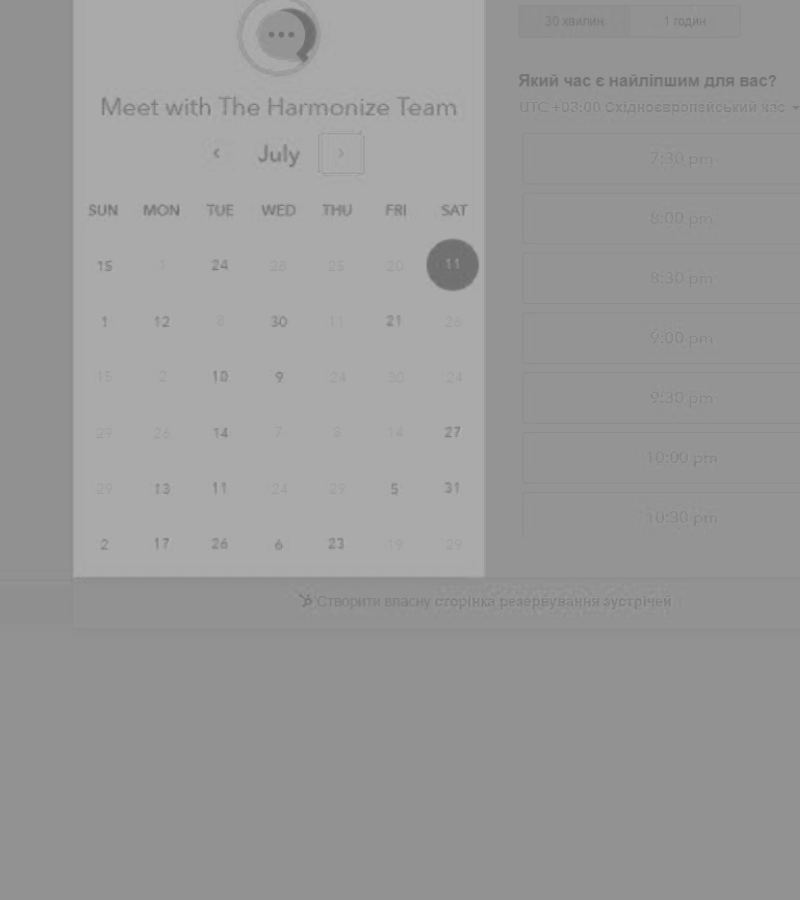 Meet with The Harmonize Team
July
SUN MON TUE WED THU FRI SAT
15 1 24 28 25 20 11
1 12 8 30 11 21 26
15 2 10 9 24 30 24
29 26 14 7 8 14 27
29 13 11 24 29 5 31
2 17 26 6 23 19 29
30 хвилин 1 годин
Який час є найліпшим для вас?
UTC +03:00 Східноєвропейський час
7:30 pm
8:00 pm
8:30 pm
9:00 pm
9:30 pm
10:00 pm
10:30 pm
Створити власну сторінка резервування зустрічей